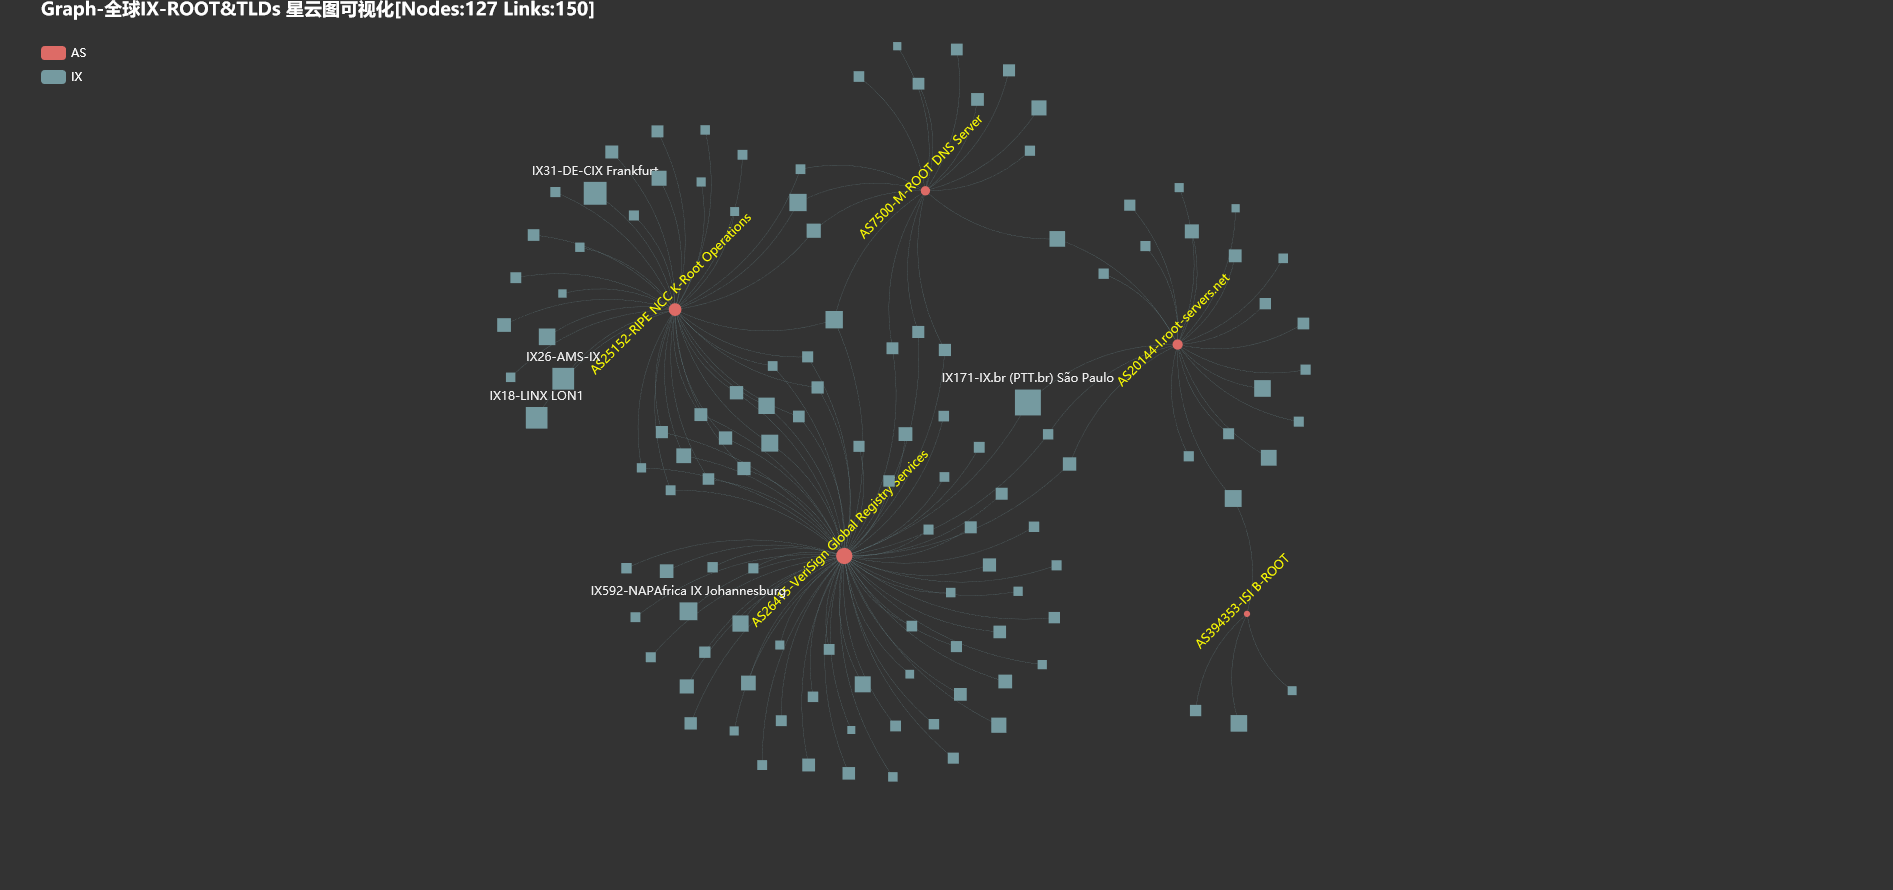 Graph-全球IX-ROOT&TLDs 星云图可视化[Nodes:127 Links:150]
AS
IX
AS7500-M-ROOT DNS Server
IX31-DE-CIX Frankfurt
AS25152-RIPE NCC K-Root Operations
AS20144-l.root-servers.net
IX26-AMS-IX
IX171-IX.br (PTT.br) São Paulo
IX18-LINX LON1
AS26415-VeriSign Global Registry Services
AS394353-ISI B-ROOT
IX592-NAPAfrica IX Johannesburg